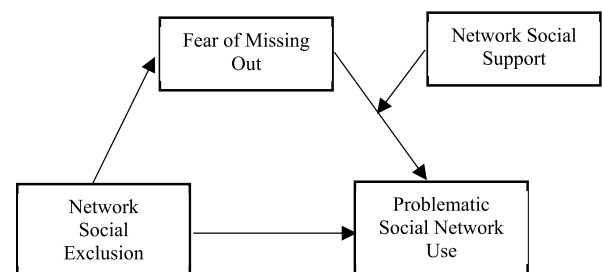 Fear of Missing
Out
Network Social
Support
Network
Social
Exclusion
Problematic
Social Network
Use